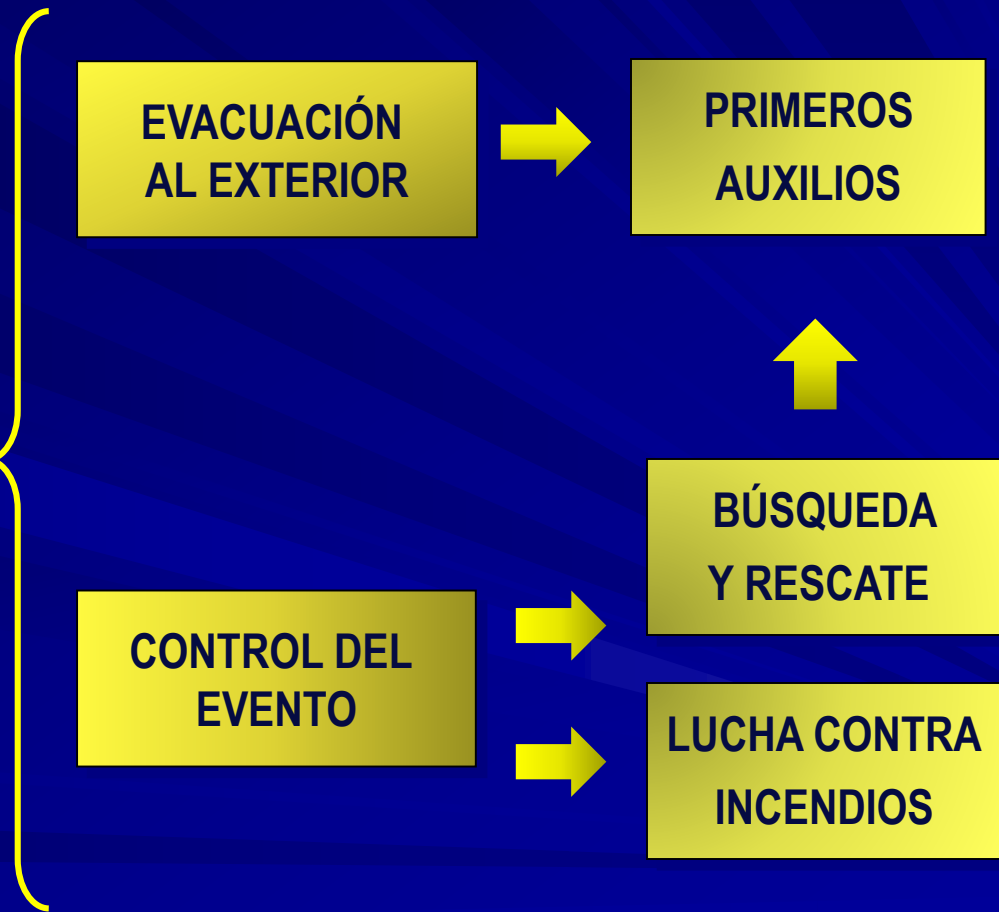 EVACUACIÓN
AL EXTERIOR
PRIMEROS
AUXILIOS
BÚSQUEDA
Y RESCATE
CONTROL DEL
EVENTO
LUCHA CONTRA
INCENDIOS